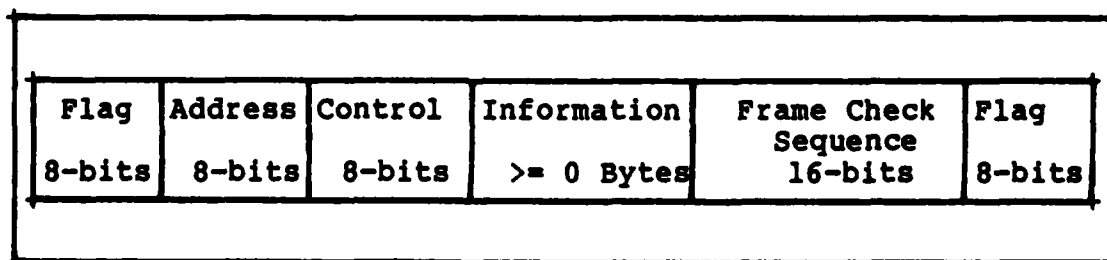 Flag Address Control Information Frame Check Flag
Sequence
8-bits 8-bits 8-bits >= 0 Bytes 16-bits 8-bits